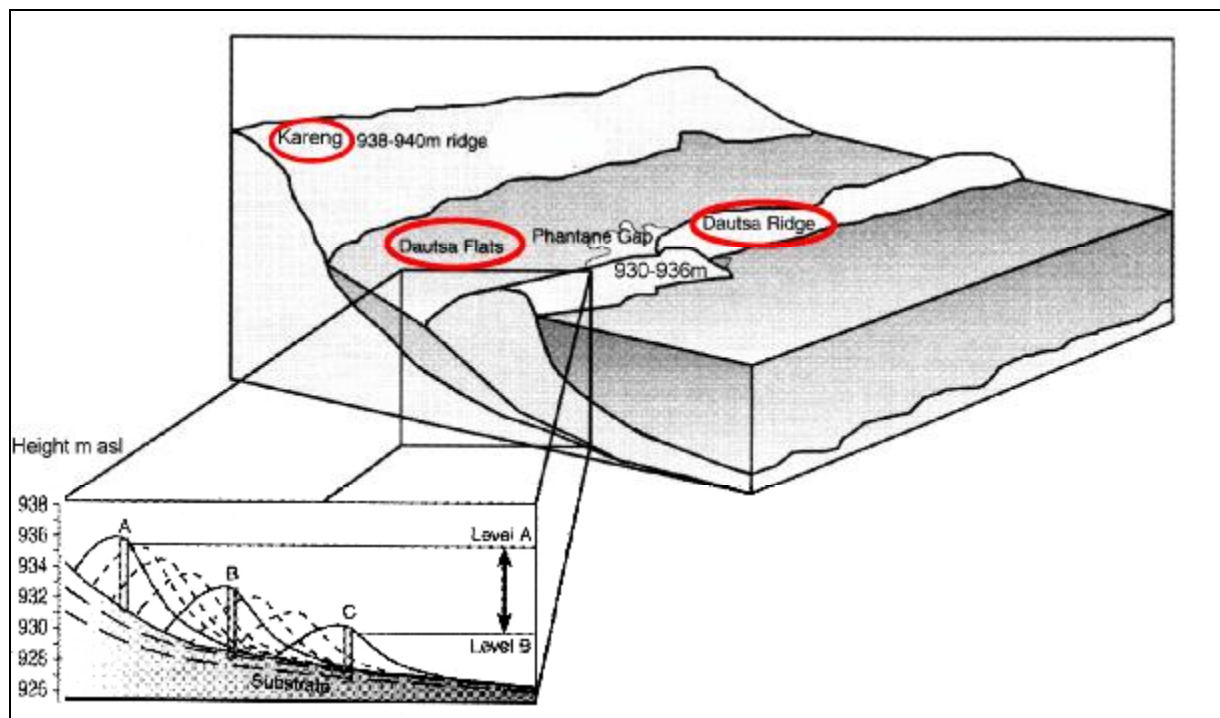 Kareng 938-940m ridge
Dautsa Flats
Phantane Gap
Dautsa Ridge
930-936m
Height m asl
938
936
934
932
930
928
926
A
B
C
Level A
Level B
Substrate